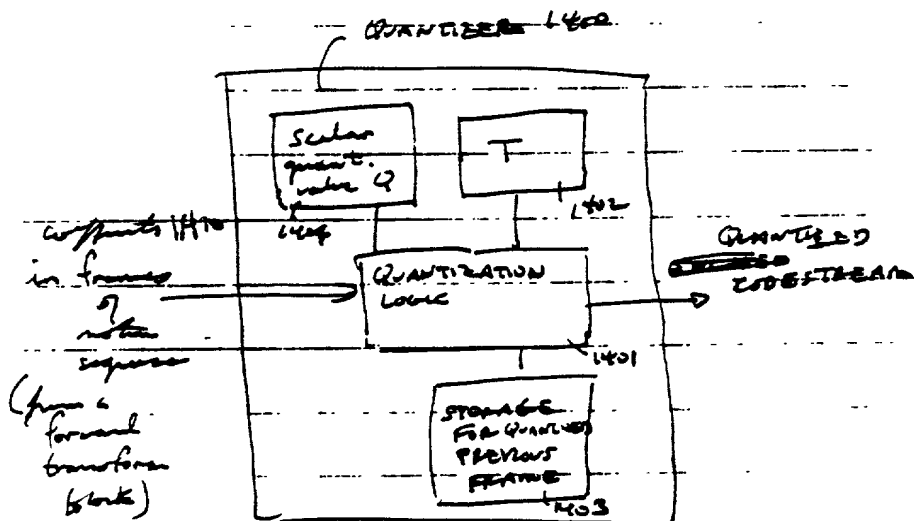 QUANTIZER 1400
Scalar
quant.
value Q
T
1404
1402
coefficients
in frames
of
motion
sequence
(from a
forward
transform
block)
QUANTIZATION
LOGIC
1401
QUANTIZED
CODESTREAM
STORAGE
FOR QUANTIZED
PREVIOUS
FRAME
1403